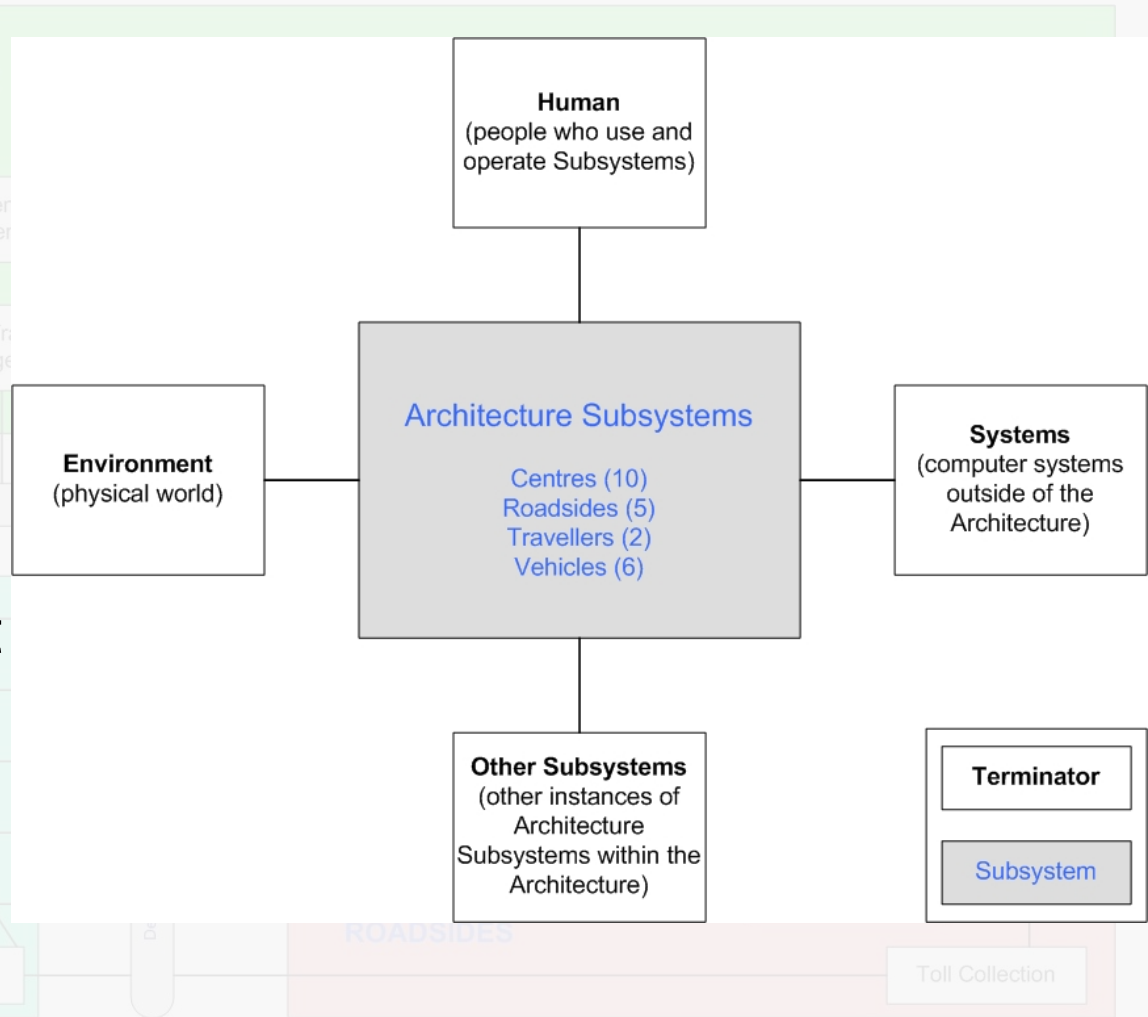 Human
(people who use and
operate Subsystems)
Architecture Subsystems
Centres (10)
Roadsides (5)
Travellers (2)
Vehicles (6)
Environment
(physical world)
Systems
(computer systems
outside of the
Architecture)
Other Subsystems
(other instances of
Architecture
Subsystems within the
Architecture)
Terminator
Subsystem
ROADSIDES
Toll Collection